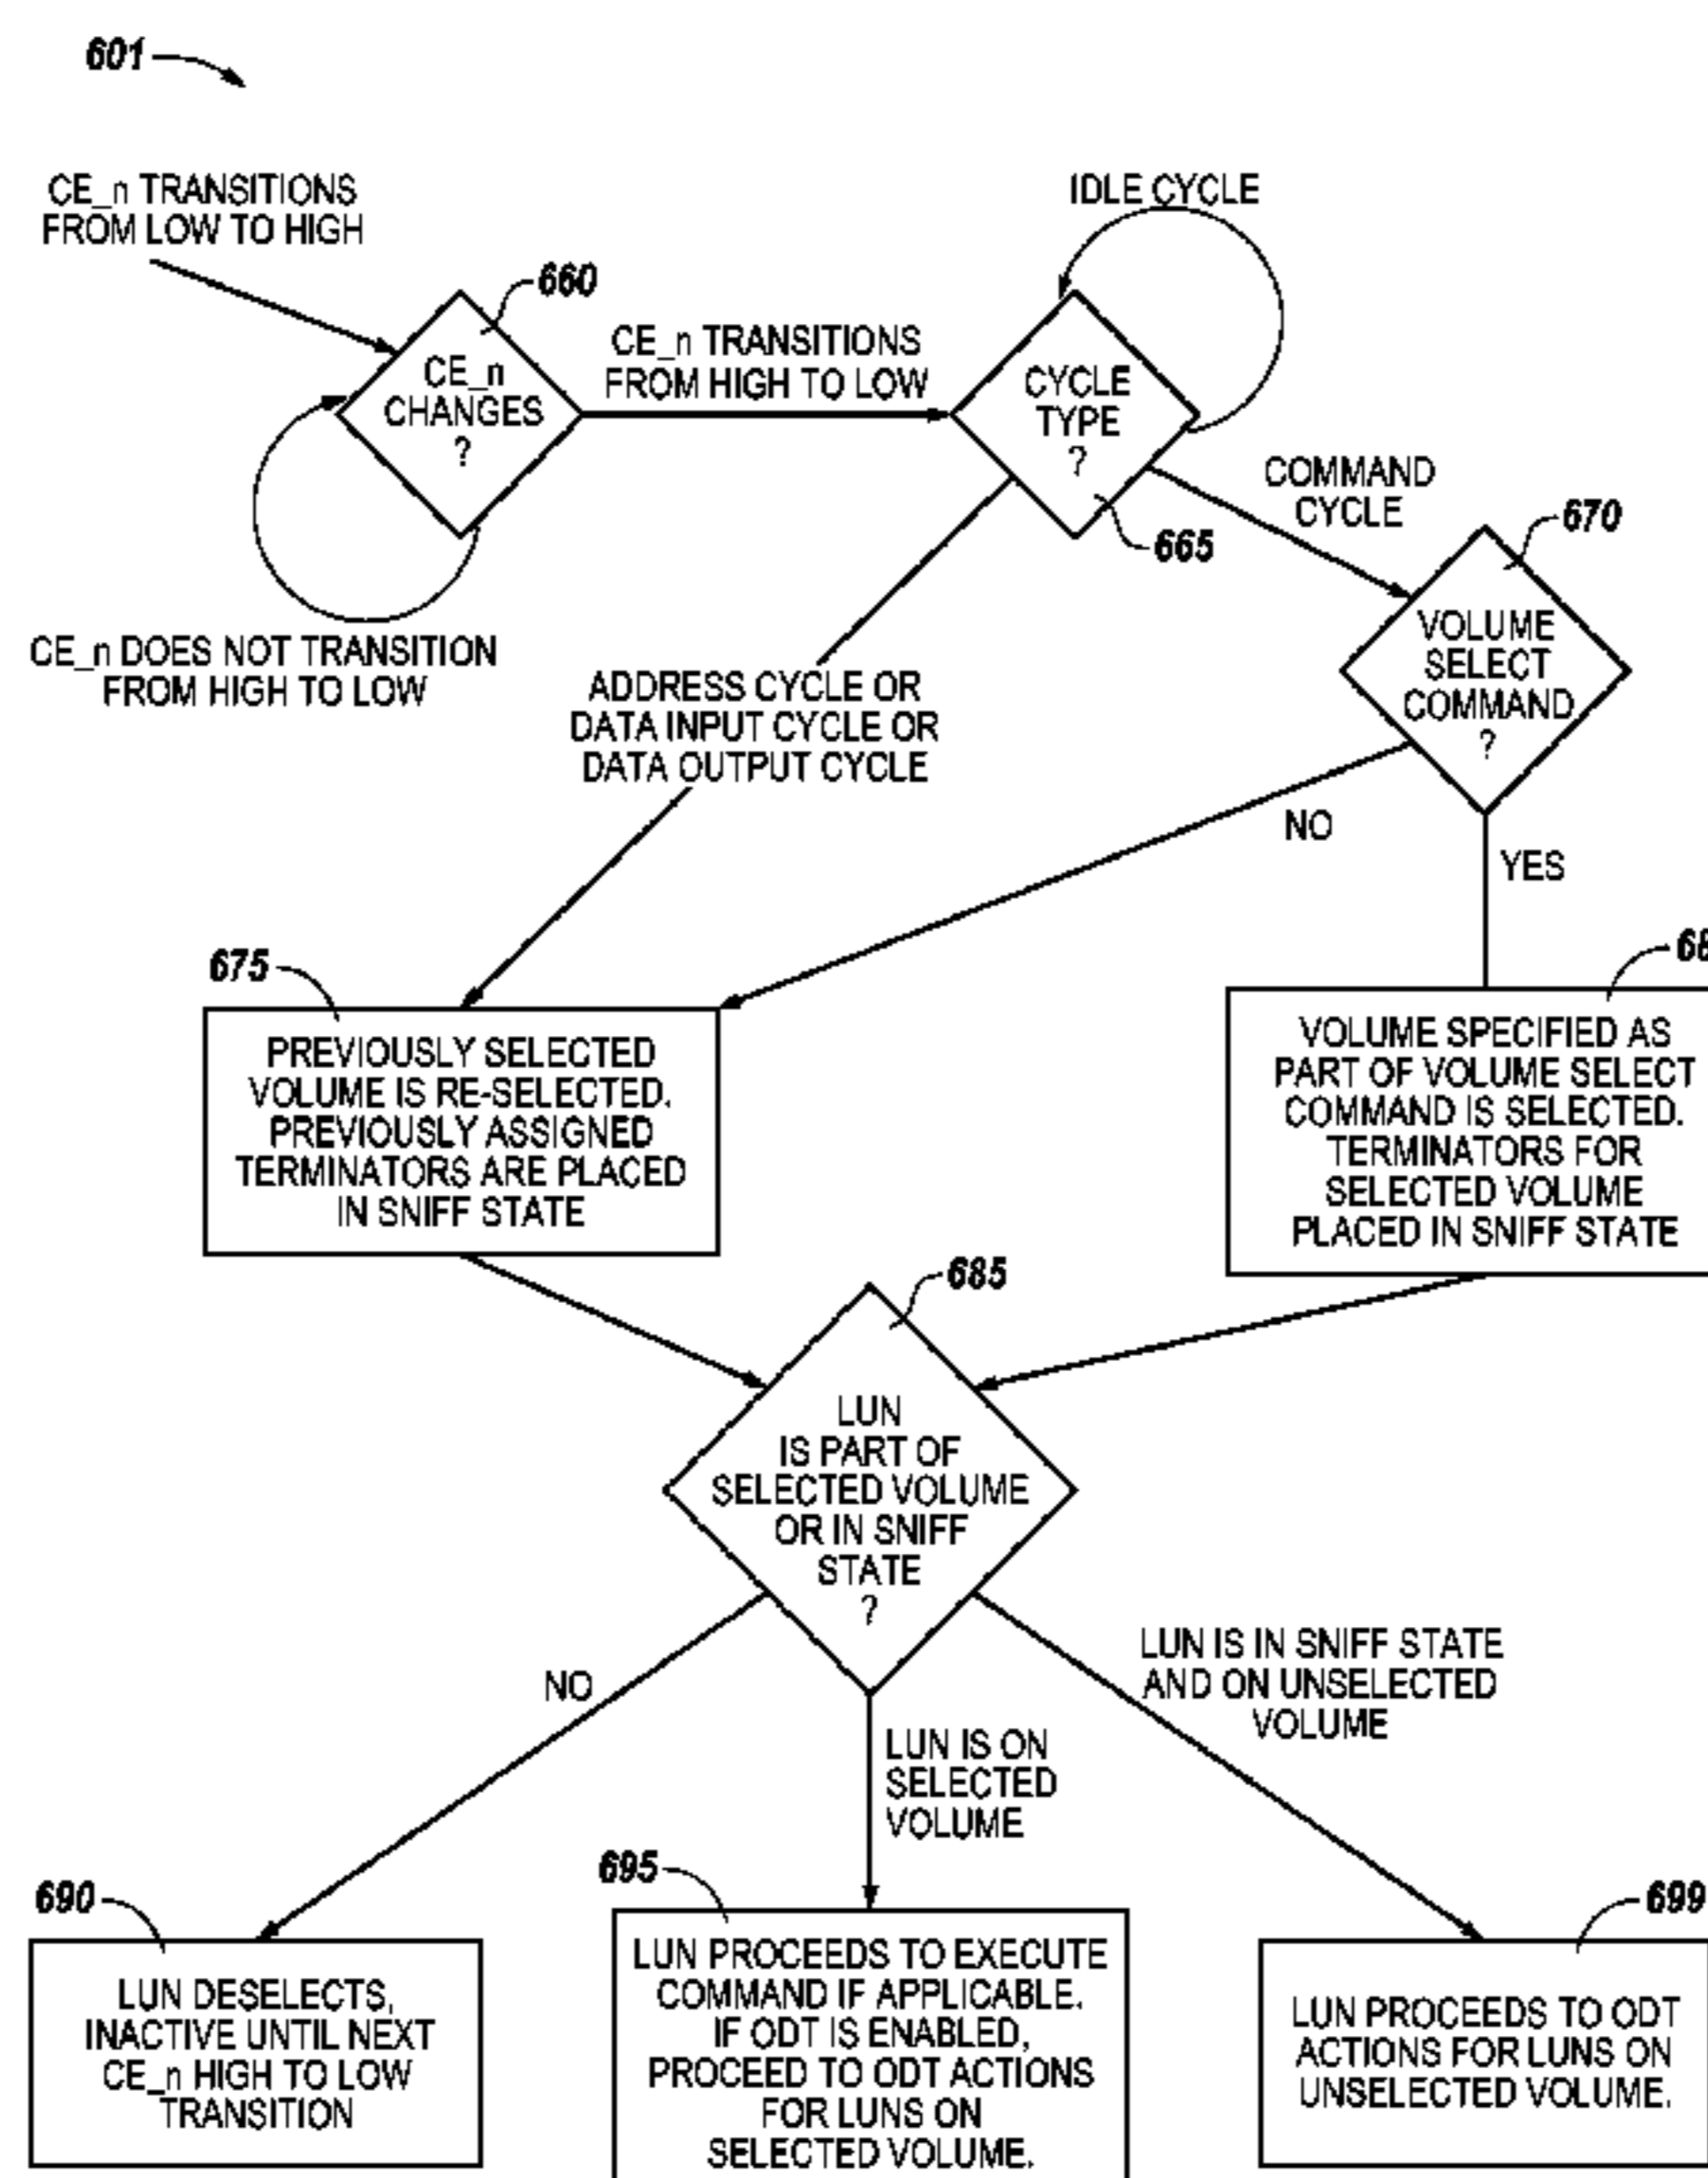 601
CE_n TRANSITIONS
FROM LOW TO HIGH
IDLE CYCLE
660
CE_n
CHANGES
?
CE_n TRANSITIONS
FROM HIGH TO LOW
CYCLE
TYPE
?
665
COMMAND
CYCLE
670
CE_n DOES NOT TRANSITION
FROM HIGH TO LOW
VOLUME
SELECT
COMMAND
?
ADDRESS CYCLE OR
DATA INPUT CYCLE OR
DATA OUTPUT CYCLE
NO
YES
675
PREVIOUSLY SELECTED
VOLUME IS RE-SELECTED.
PREVIOUSLY ASSIGNED
TERMINATORS ARE PLACED
IN SNIFF STATE
VOLUME SPECIFIED AS
PART OF VOLUME SELECT
COMMAND IS SELECTED.
TERMINATORS FOR
SELECTED VOLUME
PLACED IN SNIFF STATE
685
LUN
IS PART OF
SELECTED VOLUME
OR IN SNIFF
STATE
?
NO
LUN IS ON
SELECTED
VOLUME
LUN IS IN SNIFF STATE
AND ON UNSELECTED
VOLUME
690
LUN DESELECTS,
INACTIVE UNTIL NEXT
CE_n HIGH TO LOW
TRANSITION
695
LUN PROCEEDS TO EXECUTE
COMMAND IF APPLICABLE.
IF ODT IS ENABLED,
PROCEED TO ODT ACTIONS
FOR LUNS ON
SELECTED VOLUME.
699
LUN PROCEEDS TO ODT
ACTIONS FOR LUNS ON
UNSELECTED VOLUME.